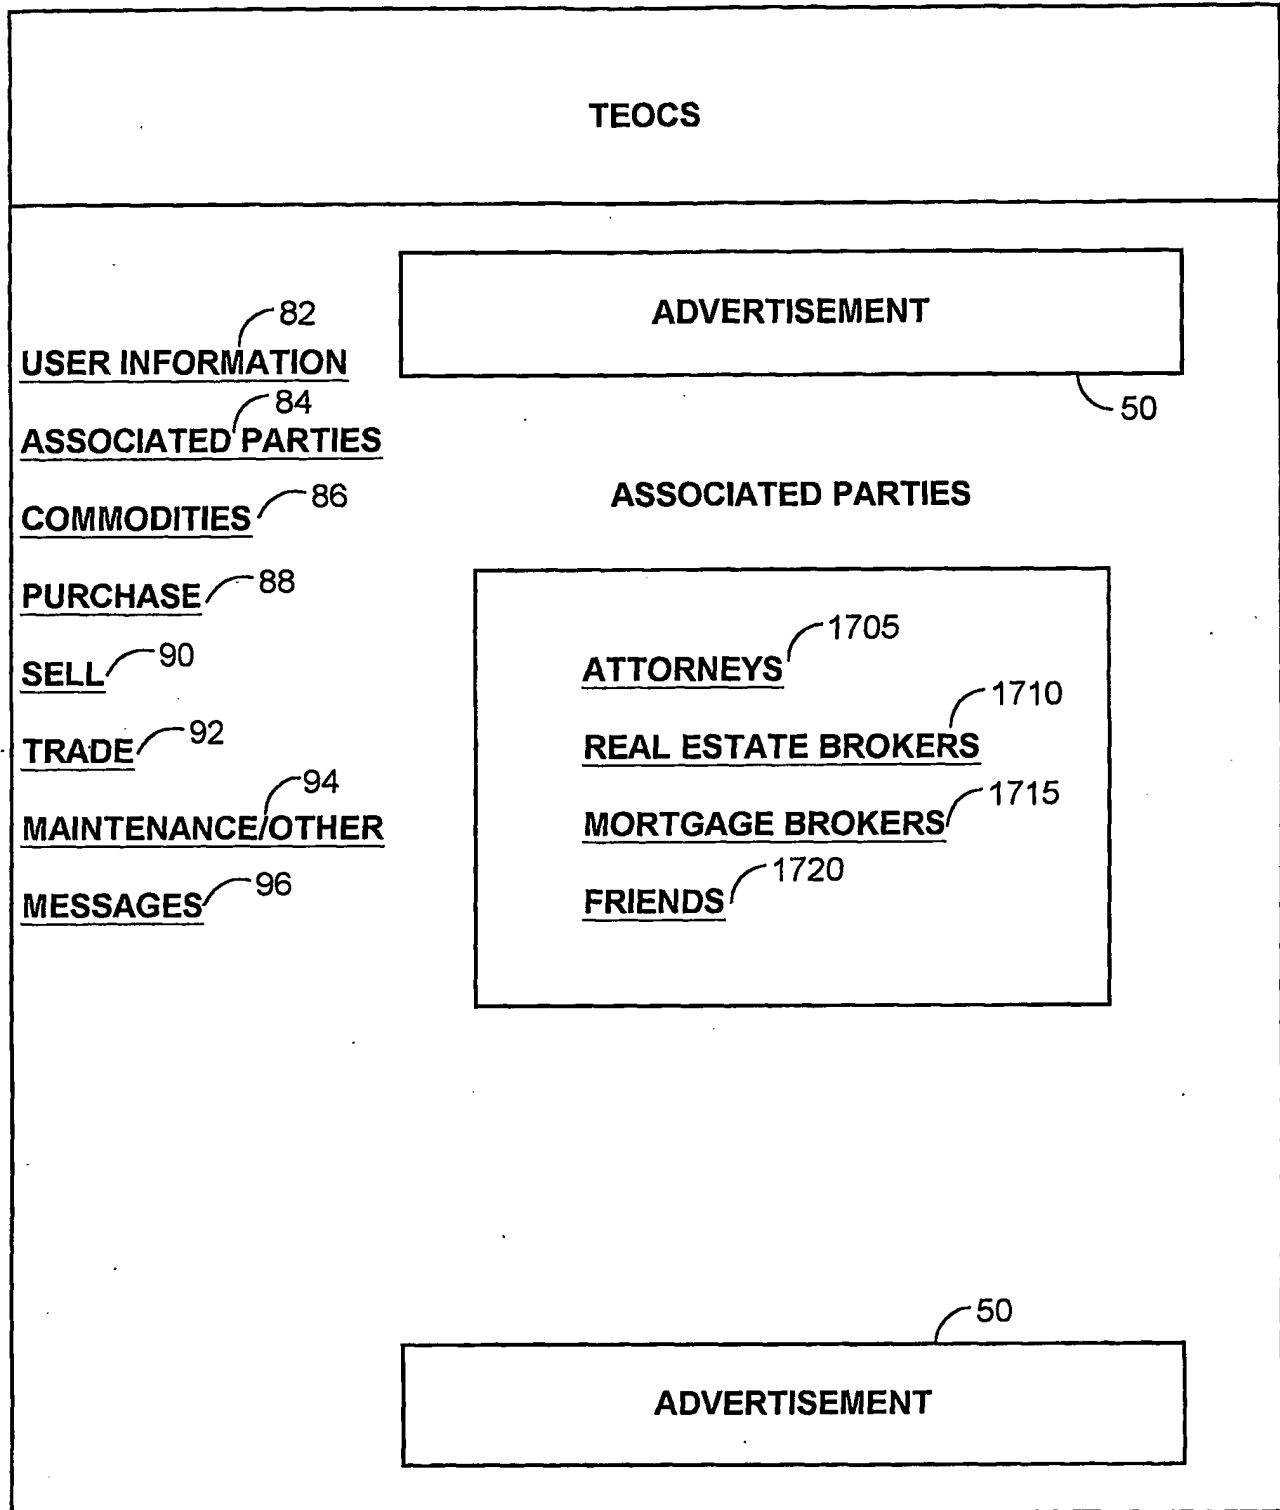 TEOCS
ADVERTISEMENT
50
82
USER INFORMATION
84
ASSOCIATED PARTIES
86
COMMODITIES
88
PURCHASE
90
SELL
92
TRADE
94
MAINTENANCE/OTHER
96
MESSAGES
ASSOCIATED PARTIES
1705
ATTORNEYS
1710
REAL ESTATE BROKERS
1715
MORTGAGE BROKERS
1720
FRIENDS
50
ADVERTISEMENT